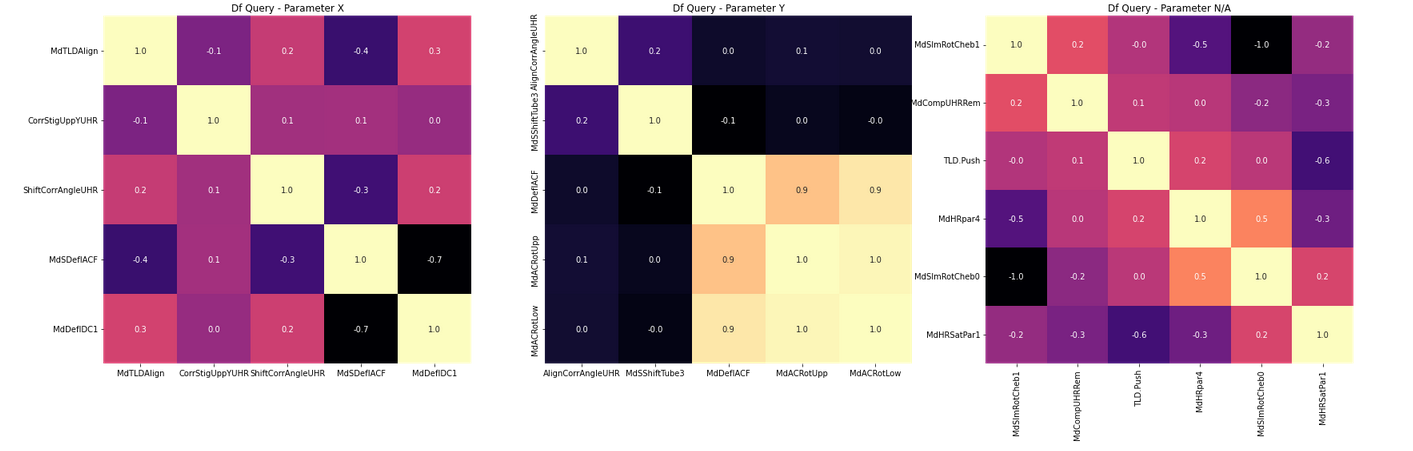 Df Query - Parameter X
MdTLDAlign 1.0 -0.1 0.2 -0.4 0.3
CorrStigUppYUHR -0.1 1.0 0.1 0.1 0.0
ShiftCorrAngleUHR 0.2 0.1 1.0 -0.3 0.2
MdSDeflACF -0.4 0.1 -0.3 1.0 -0.7
MdDeflDC1 0.3 0.0 0.2 -0.7 1.0
MdTLDAlign CorrStigUppYUHR ShiftCorrAngleUHR MdSDeflACF MdDeflDC1
Df Query - Parameter Y
AlignCorrAngleUHR 1.0 0.2 0.0 0.1 0.0
MdSShiftTube3 0.2 1.0 -0.1 0.0 -0.0
MdDeflACF 0.0 -0.1 1.0 0.9 0.9
MdACRotUpp 0.1 0.0 0.9 1.0 1.0
MdACRotLow 0.0 -0.0 0.9 1.0 1.0
AlignCorrAngleUHR MdSShiftTube3 MdDeflACF MdACRotUpp MdACRotLow
Df Query - Parameter N/A
MdSImRotCheb1 1.0 0.2 -0.0 -0.5 -1.0 -0.2
MdCompUHRRem 0.2 1.0 0.1 0.0 -0.2 -0.3
TLD.Push -0.0 0.1 1.0 0.2 0.0 -0.6
MdHRpar4 -0.5 0.0 0.2 1.0 0.5 -0.3
MdSImRotCheb0 -1.0 -0.2 0.0 0.5 1.0 0.2
MdHRSatPar1 -0.2 -0.3 -0.6 -0.3 0.2 1.0
MdSImRotCheb1
MdCompUHRRem
TLD.Push
MdHRpar4
MdSImRotCheb0
MdHRSatPar1